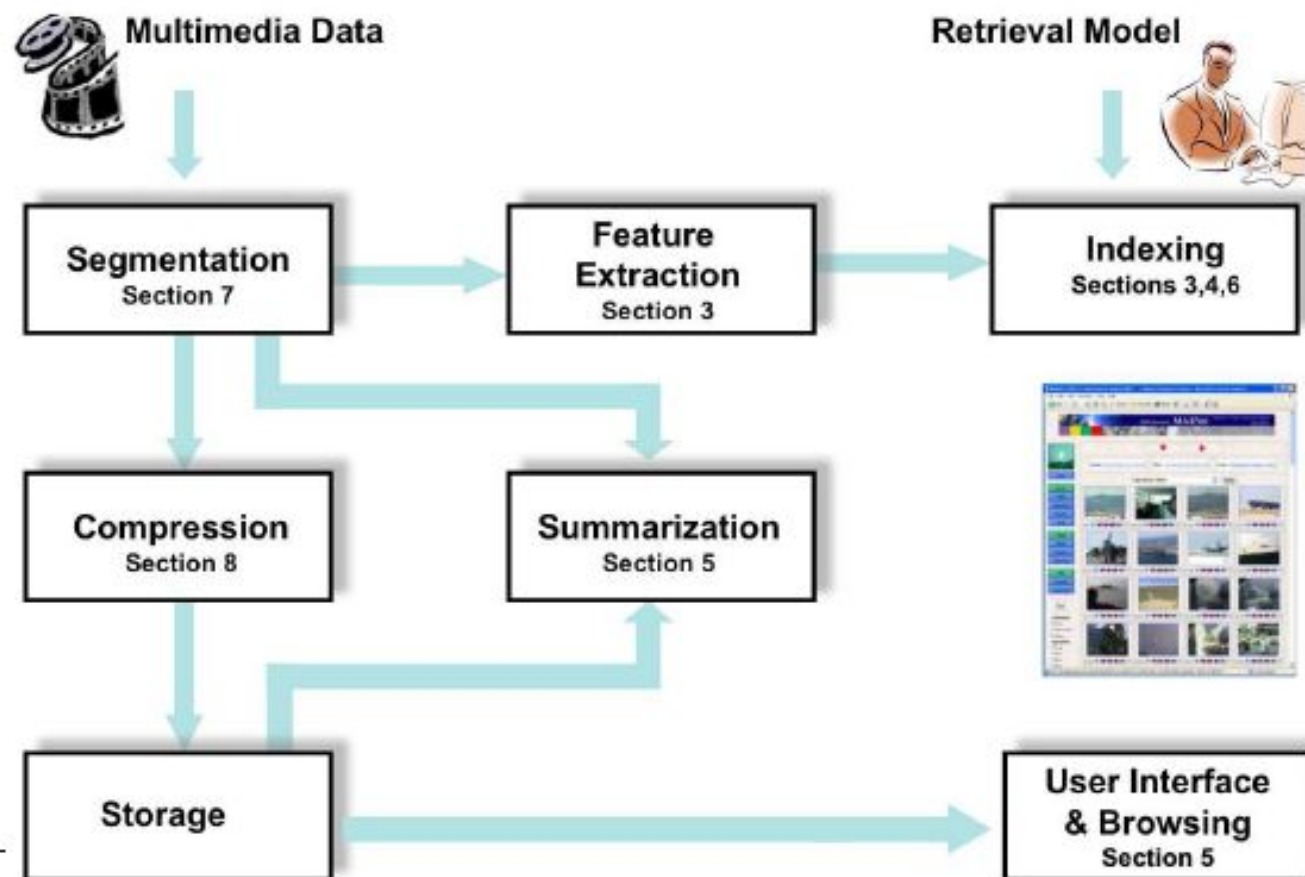 Multimedia Data
Retrieval Model
Segmentation
Section 7
Feature
Extraction
Section 3
Indexing
Sections 3,4,6
Compression
Section 8
Summarization
Section 5
Storage
User Interface
& Browsing
Section 5